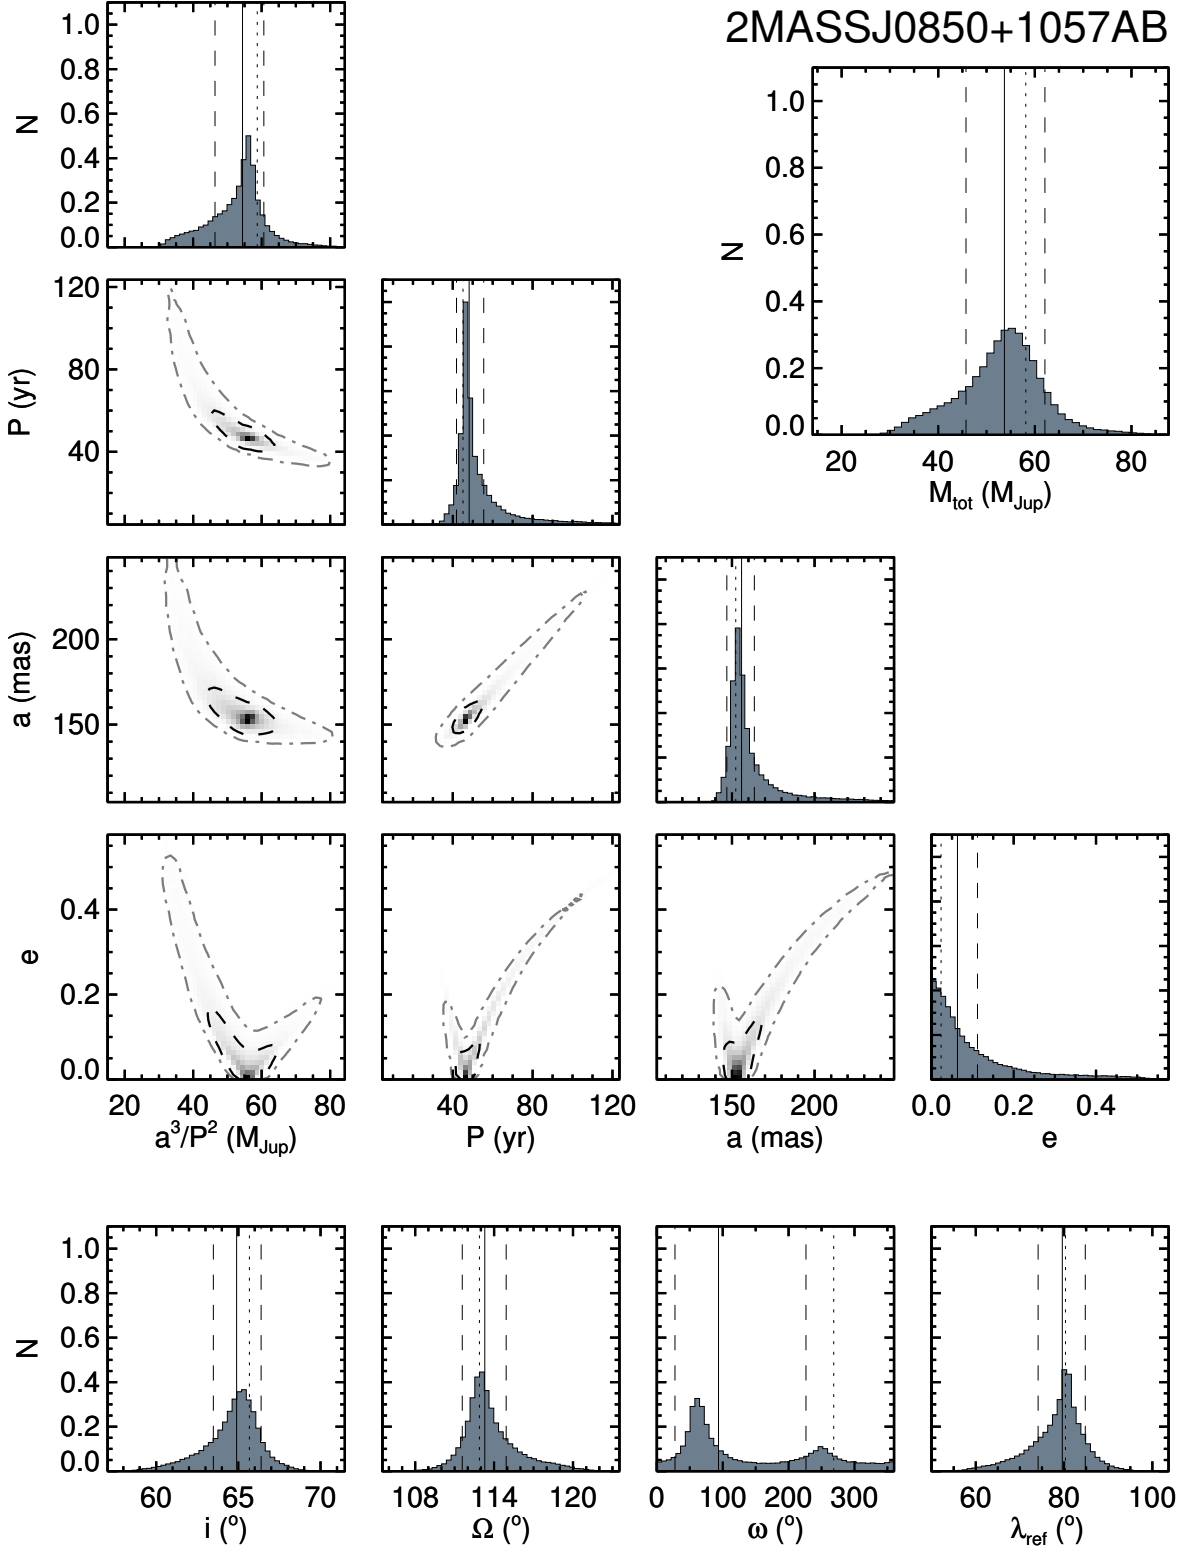 2MASSJ0850+1057AB
1.0
0.8
0.6
0.4
0.2
0.0
N
1.0
0.8
0.6
0.4
0.2
0.0
N
20 40 60 80
M_tot (M_Jup)
120
80
40
P (yr)
200
150
a (mas)
0.4
0.2
0.0
e
20 40 60 80
a³/P² (M_Jup)
40 80 120
P (yr)
150 200
a (mas)
0.0 0.2 0.4
e
1.0
0.8
0.6
0.4
0.2
0.0
N
60 65 70
i (°)
108 114 120
Ω (°)
0 100 200 300
ω (°)
60 80 100
λ_ref (°)